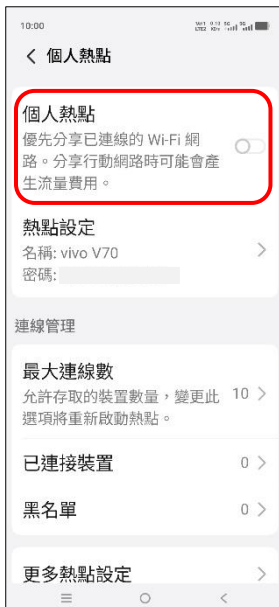 10:00
個人熱點
個人熱點
優先分享已連線的 Wi-Fi 網
路。分享行動網路時可能會產
生流量費用。
熱點設定
名稱: vivo V70
密碼:
連線管理
最大連線數
允許存取的裝置數量，變更此
選項將重新啟動熱點。
10
已連接裝置
0
黑名單
0
更多熱點設定